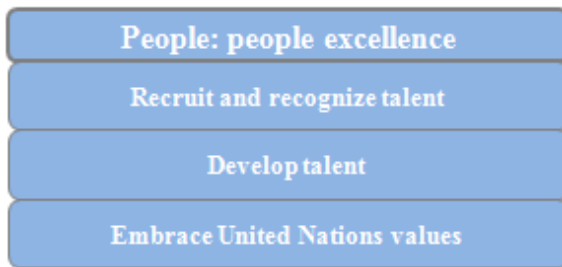 People: people excellence
Recruit and recognize talent
Develop talent
Embrace United Nations values